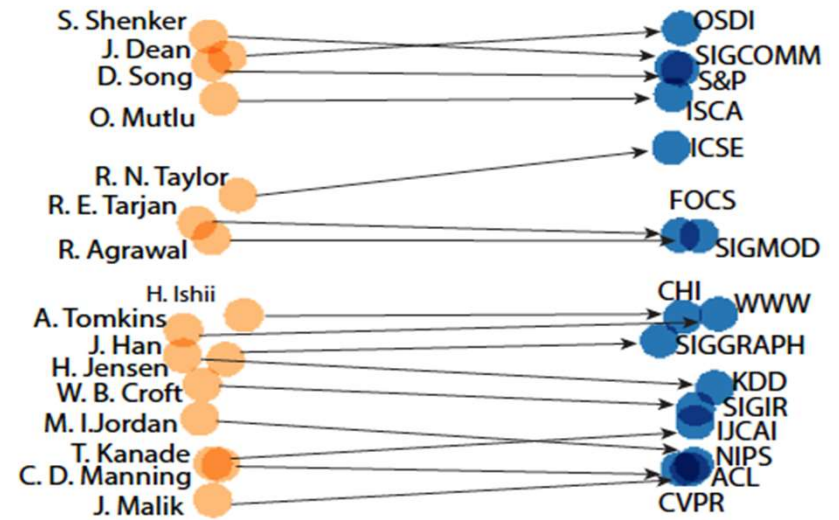 S. Shenker
J. Dean
D. Song
O. Mutlu
R. N. Taylor
R. E. Tarjan
R. Agrawal
H. Ishii
A. Tomkins
J. Han
H. Jensen
W. B. Croft
M. I.Jordan
T. Kanade
C. D. Manning
J. Malik
OSDI
SIGCOMM
S&P
ISCA
ICSE
FOCS
SIGMOD
CHI
WWW
SIGGRAPH
KDD
SIGIR
IJCAI
NIPS
ACL
CVPR